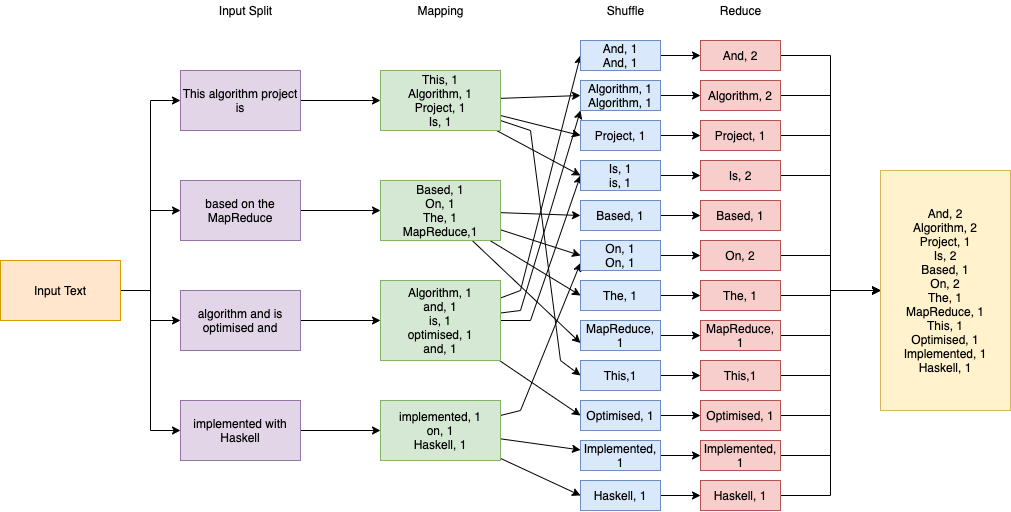 Input Split
Mapping
Shuffle
Reduce
Input Text
This algorithm project
is
based on the
MapReduce
algorithm and is
optimised and
implemented with
Haskell
This, 1
Algorithm, 1
Project, 1
Is, 1
Based, 1
On, 1
The, 1
MapReduce,1
Algorithm, 1
and, 1
is, 1
optimised, 1
and, 1
implemented, 1
on, 1
Haskell, 1
And, 1
And, 1
Algorithm, 1
Algorithm, 1
Project, 1
Is, 1
is, 1
Based, 1
On, 1
On, 1
The, 1
MapReduce,
1
This,1
Optimised, 1
Implemented,
1
Haskell, 1
And, 2
Algorithm, 2
Project, 1
Is, 2
Based, 1
On, 2
The, 1
MapReduce,
1
This,1
Optimised, 1
Implemented,
1
Haskell, 1
And, 2
Algorithm, 2
Project, 1
Is, 2
Based, 1
On, 2
The, 1
MapReduce, 1
This, 1
Optimised, 1
Implemented, 1
Haskell, 1